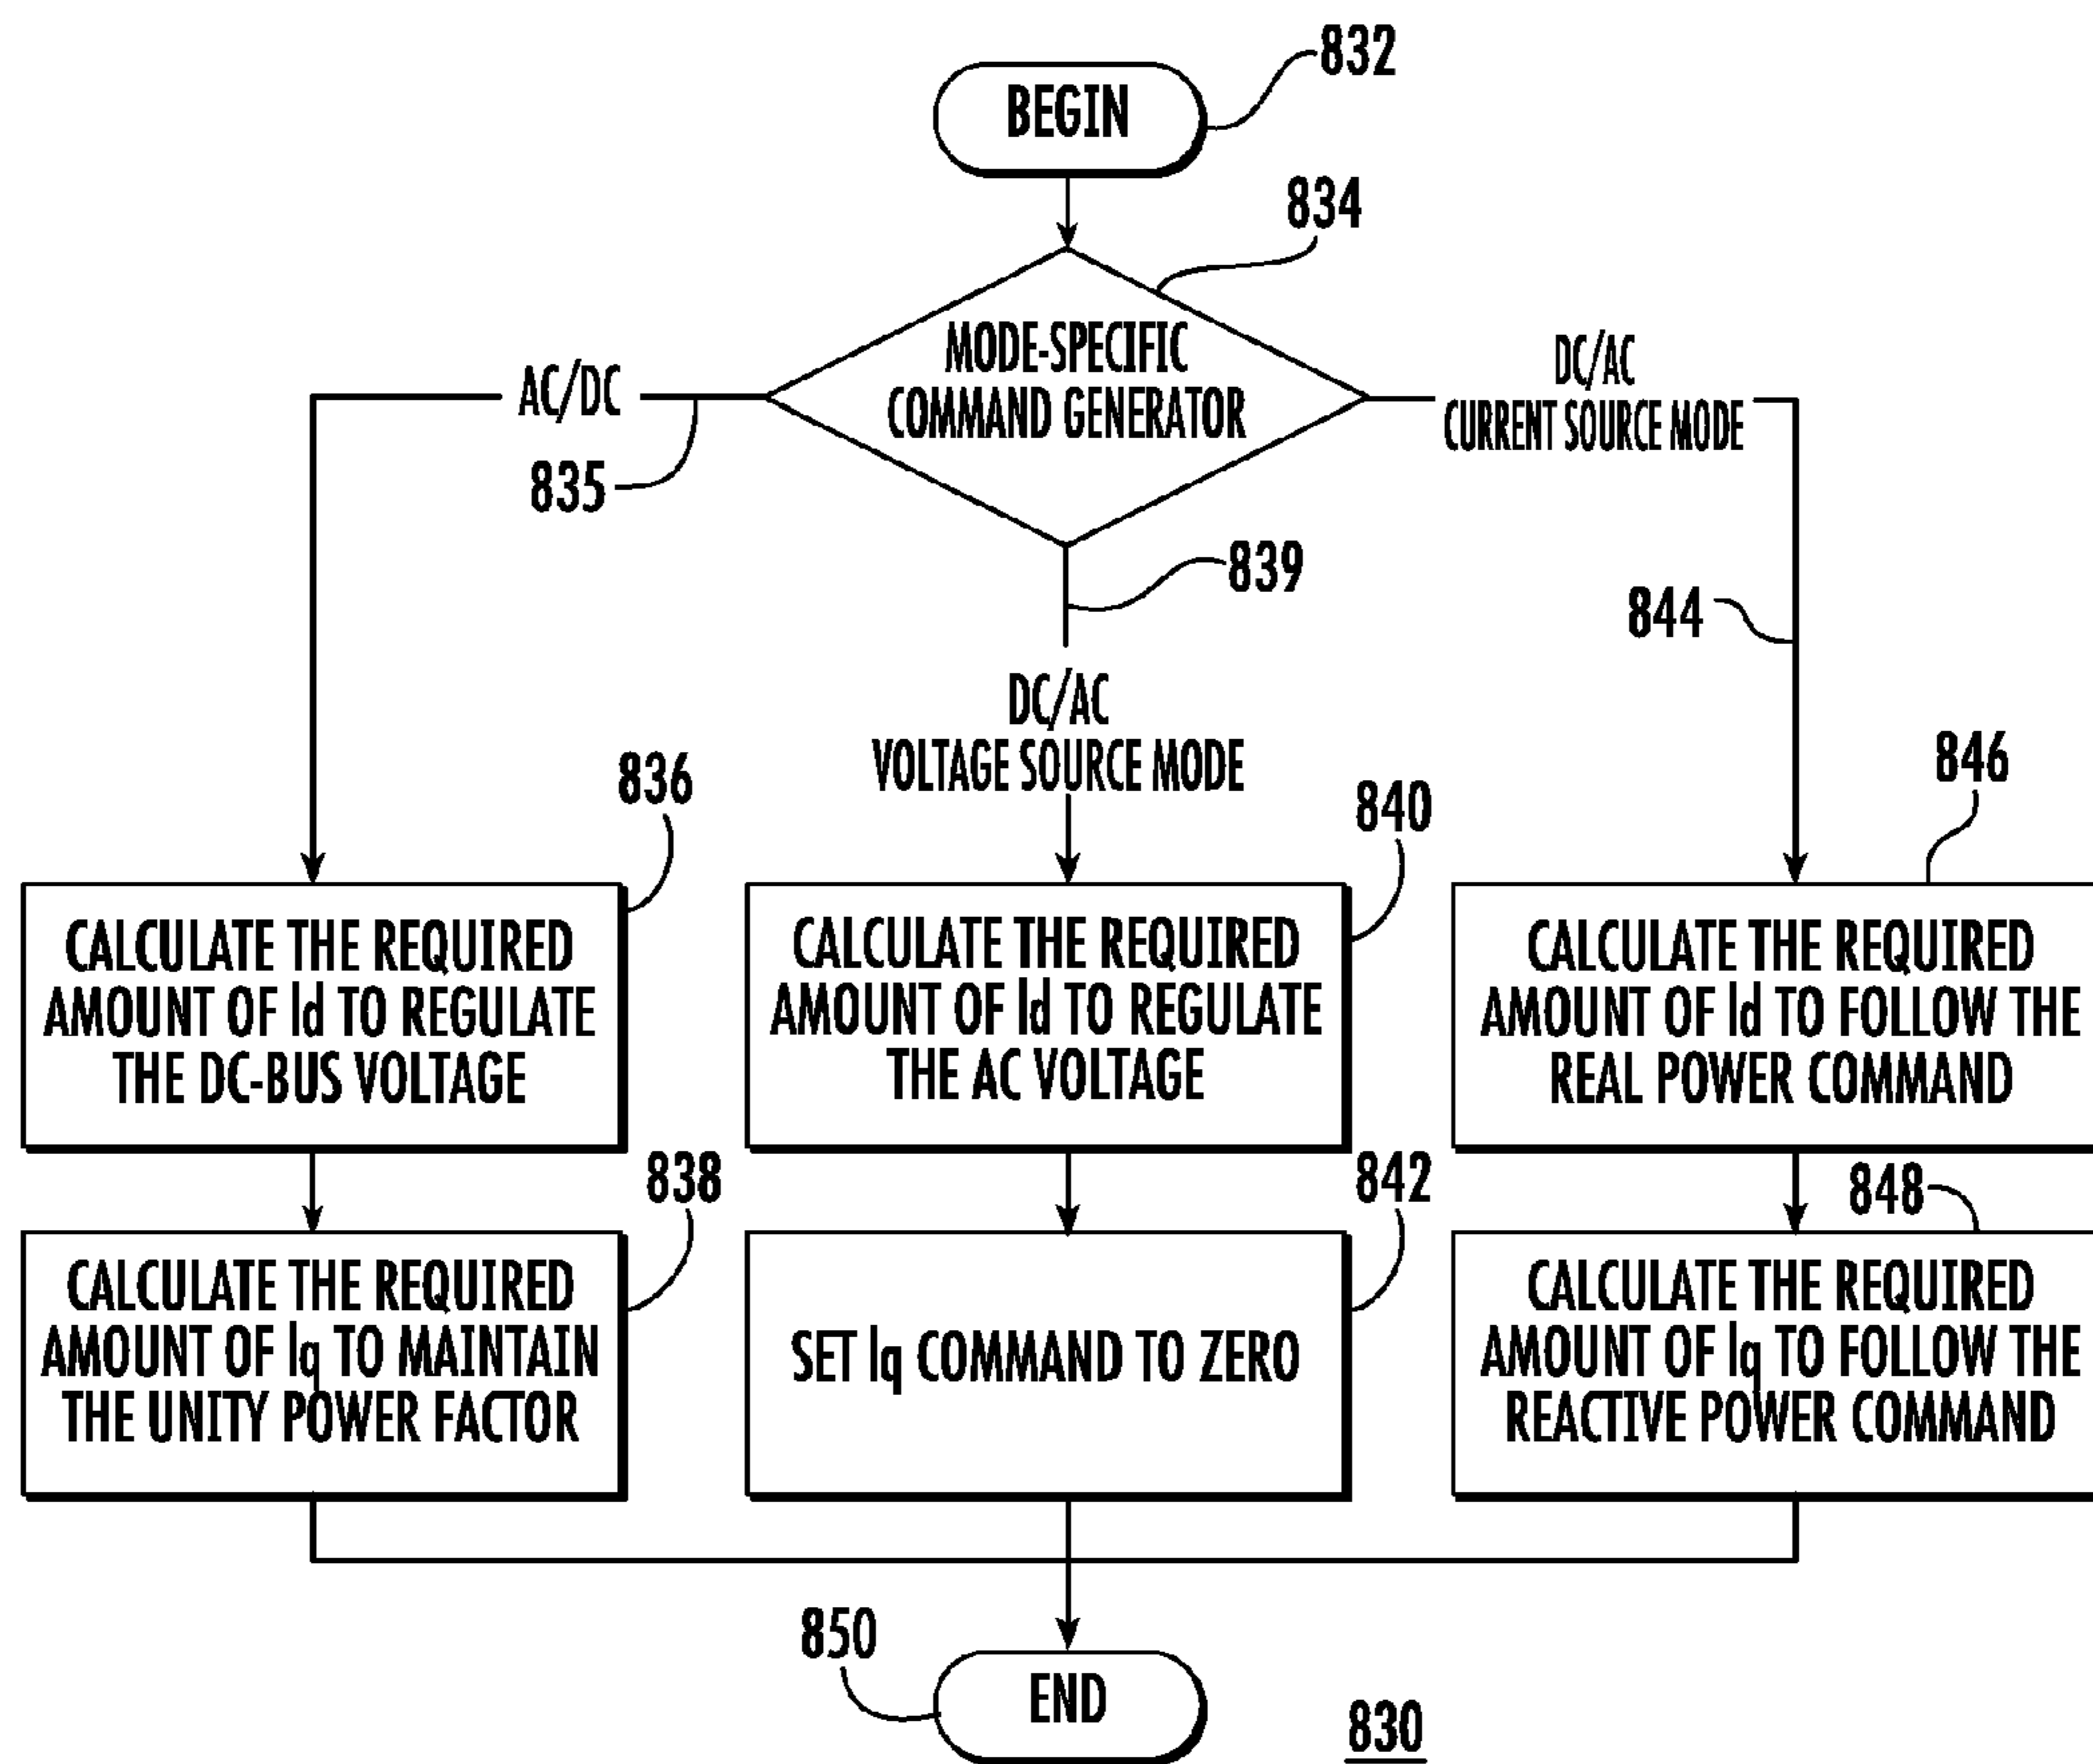 832
BEGIN
834
MODE-SPECIFIC
COMMAND GENERATOR
AC/DC
835
DC/AC
CURRENT SOURCE MODE
839
844
DC/AC
VOLTAGE SOURCE MODE
836
CALCULATE THE REQUIRED
AMOUNT OF Id TO REGULATE
THE DC-BUS VOLTAGE
838
CALCULATE THE REQUIRED
AMOUNT OF Iq TO MAINTAIN
THE UNITY POWER FACTOR
840
CALCULATE THE REQUIRED
AMOUNT OF Id TO REGULATE
THE AC VOLTAGE
842
SET Iq COMMAND TO ZERO
846
CALCULATE THE REQUIRED
AMOUNT OF Id TO FOLLOW THE
REAL POWER COMMAND
848
CALCULATE THE REQUIRED
AMOUNT OF Iq TO FOLLOW THE
REACTIVE POWER COMMAND
850
END
830